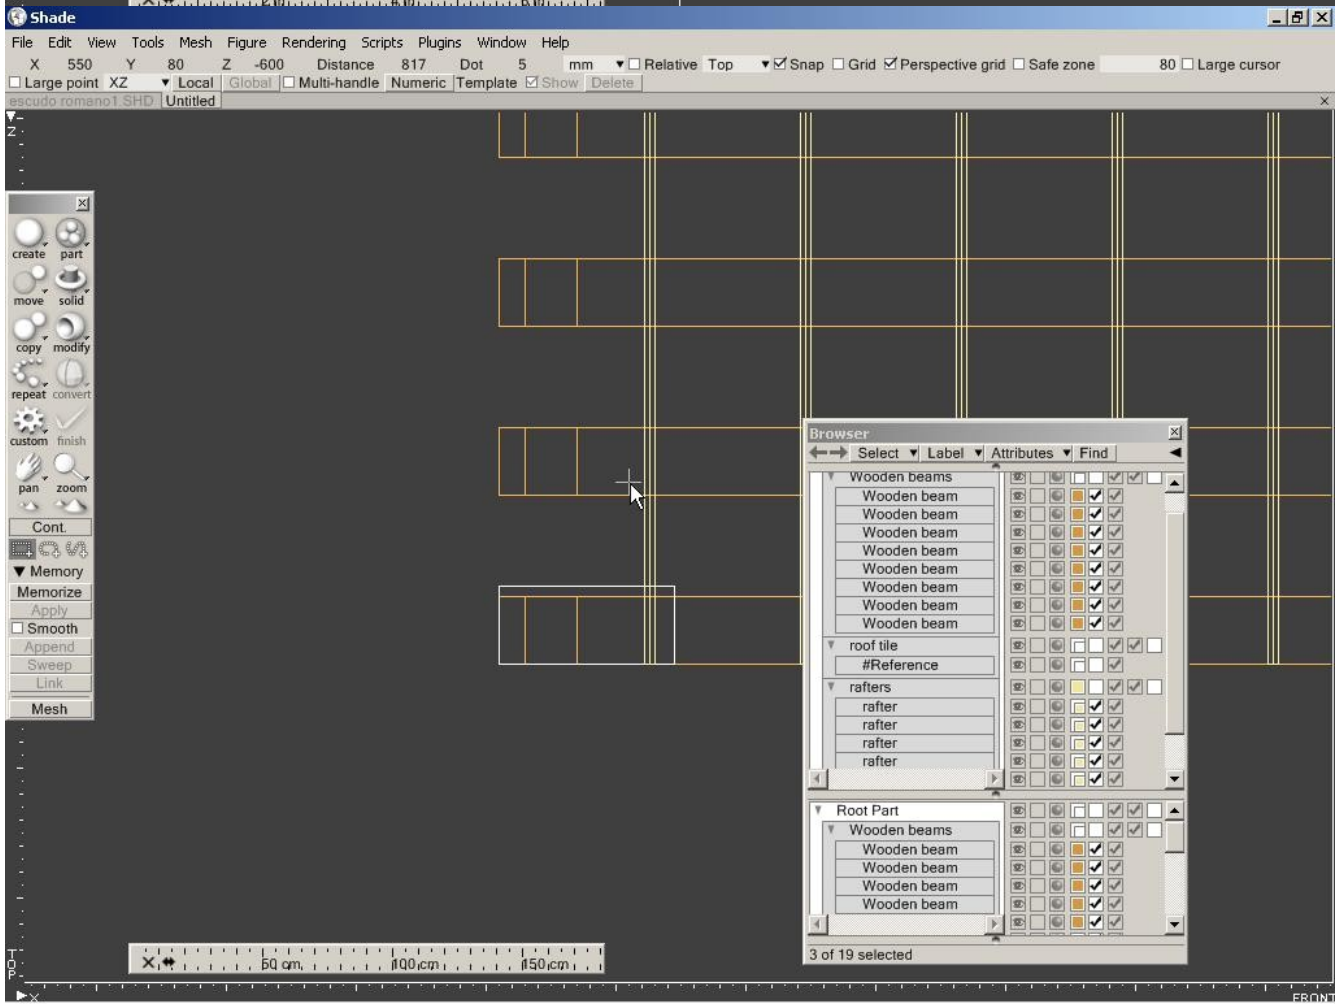 Shade
File Edit View Tools Mesh Figure Rendering Scripts Plugins Window Help
X 550 Y 80 Z -600 Distance 817 Dot 5 mm Relative Top Snap Grid Perspective grid Safe zone 80 Large cursor
Large point XZ Local Global Multi-handle Numeric Template Show Delete
escudo romano1.SHD Untitled
Z
create part
move solid
copy modify
repeat convert
custom finish
pan zoom
Cont.
Memory
Memorize
Apply
Smooth
Append
Sweep
Link
Mesh
Browser
Select Label Attributes Find
Wooden beams
Wooden beam
Wooden beam
Wooden beam
Wooden beam
Wooden beam
Wooden beam
Wooden beam
Wooden beam
roof tile
#Reference
rafters
rafter
rafter
rafter
rafter
Root Part
Wooden beams
Wooden beam
Wooden beam
Wooden beam
Wooden beam
3 of 19 selected
50 cm 100 cm 150 cm
TOP
X
FRONT